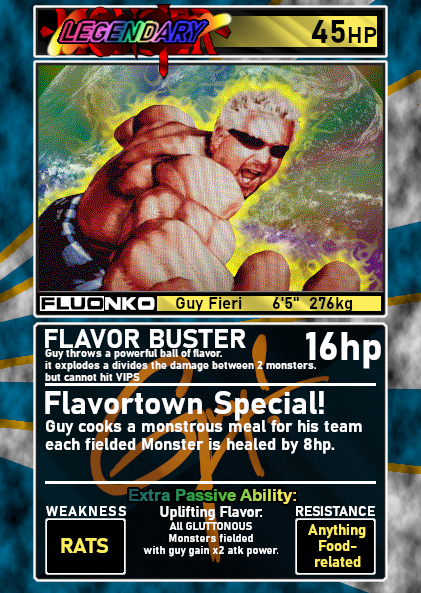 LEGENDARY
45HP
FLUONKO Guy Fieri 6'5" 276kg
FLAVOR BUSTER 16hp
Guy throws a powerful ball of flavor.
it explodes a divides the damage between 2 monsters.
but cannot hit VIPS
Flavortown Special!
Guy cooks a monstrous meal for his team
each fielded Monster is healed by 8hp.
Extra Passive Ability:
WEAKNESS
RATS
Uplifting Flavor:
All GLUTTONOUS
Monsters fielded
with guy gain x2 atk power.
RESISTANCE
Anything
Food-
related